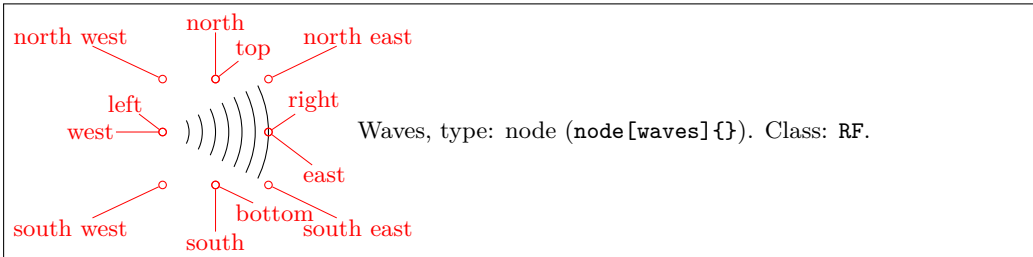 north
north west
north east
top
left
right
west
Waves, type: node (node[waves]{}). Class: RF.
east
bottom
south west
south
south east